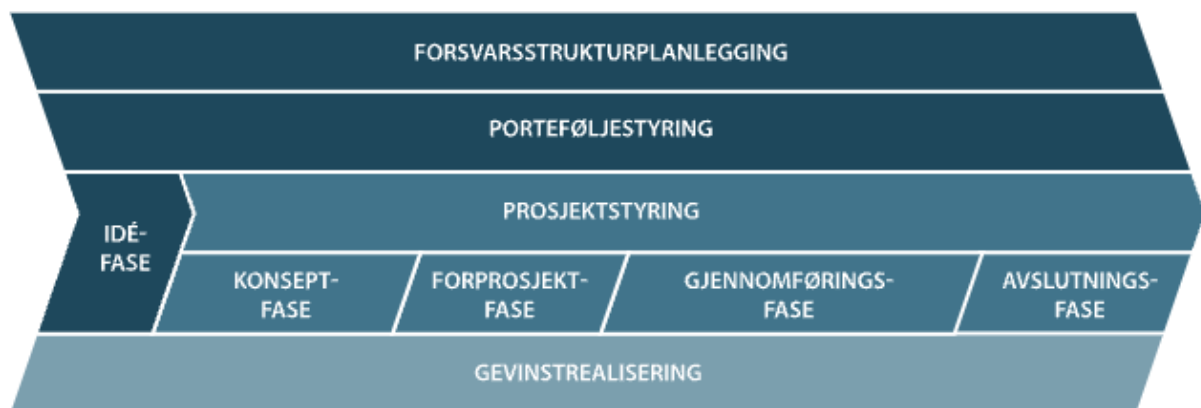 FORSVARSSTRUKTURPLANLEGGING
PORTEFØLJESTYRING
PROSJEKTSTYRING
IDÉ-
FASE
KONSEPT-
FASE
FORPROSJEKT-
FASE
GJENNOMFØRINGS-
FASE
AVSLUTNINGS-
FASE
GEVINSTREALISERING